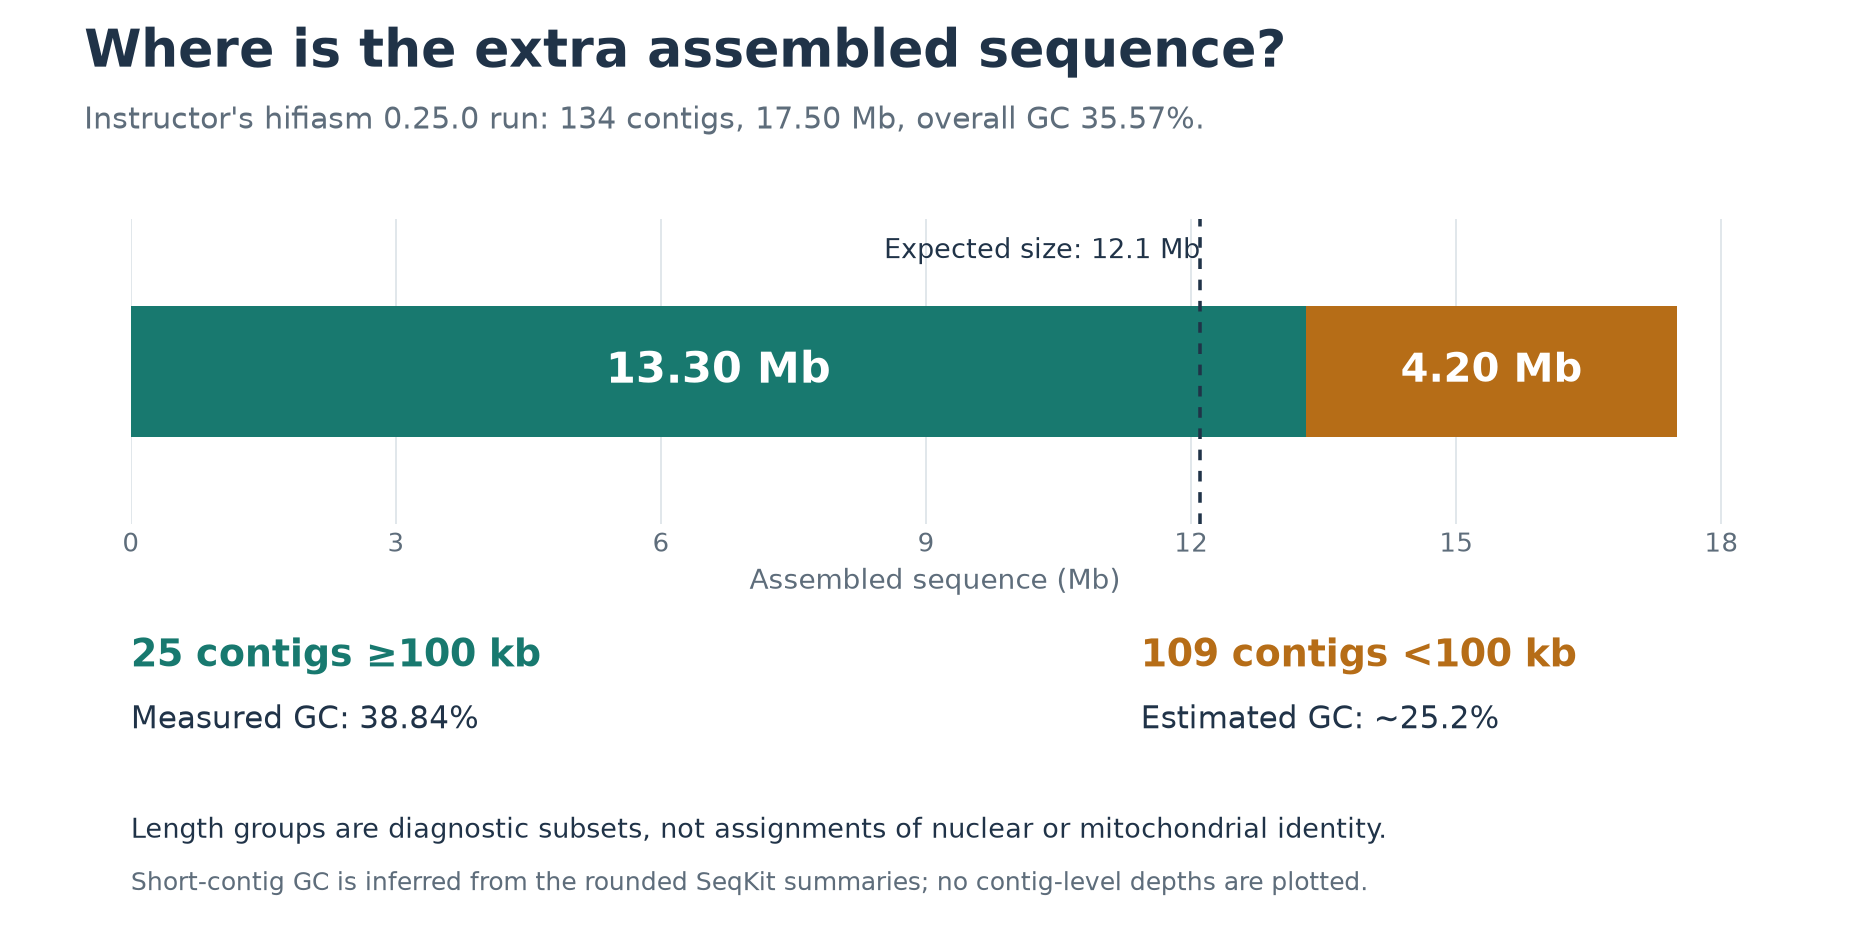 Where is the extra assembled sequence?
Instructor's hifiasm 0.25.0 run: 134 contigs, 17.50 Mb, overall GC 35.57%.
Expected size: 12.1 Mb
13.30 Mb
4.20 Mb
0 3 6 9 12 15 18
Assembled sequence (Mb)
25 contigs ≥100 kb
109 contigs <100 kb
Measured GC: 38.84%
Estimated GC: ~25.2%
Length groups are diagnostic subsets, not assignments of nuclear or mitochondrial identity.
Short-contig GC is inferred from the rounded SeqKit summaries; no contig-level depths are plotted.